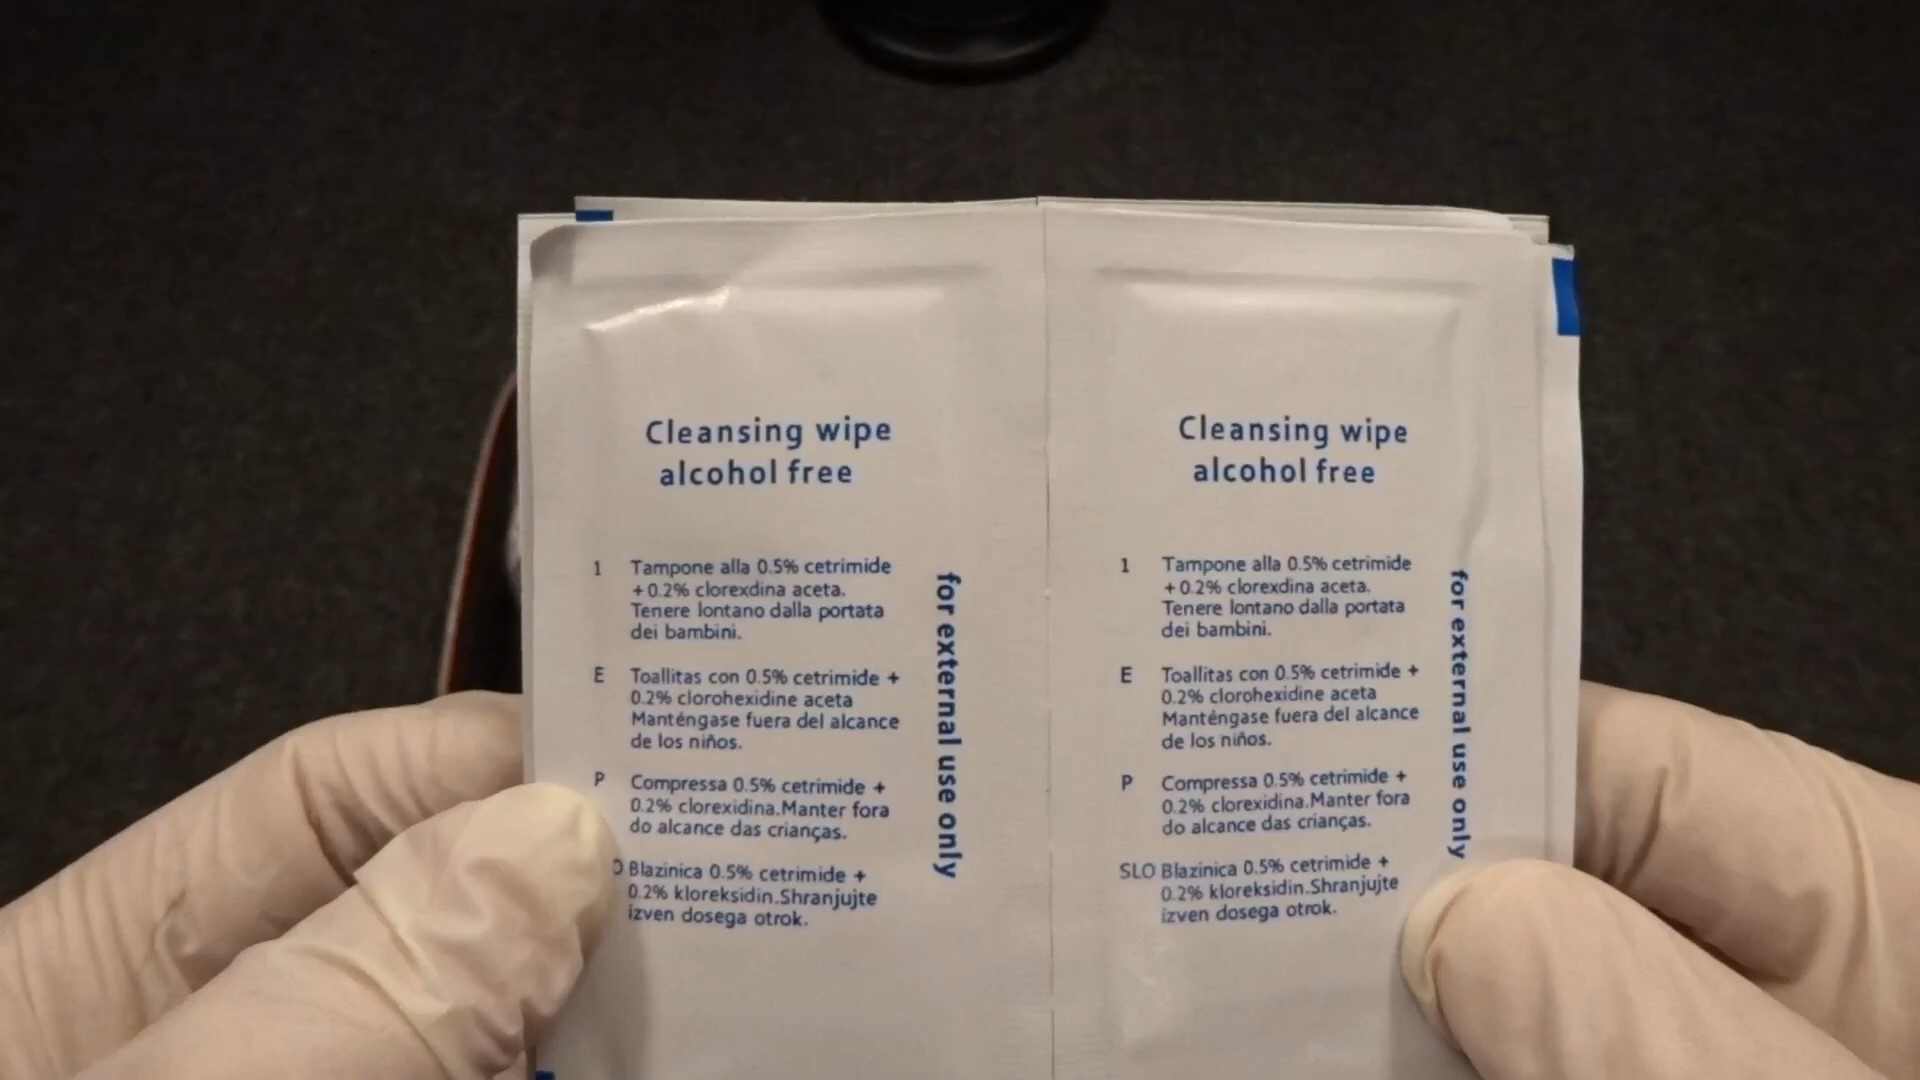 Cleansing wipe
alcohol free
1 Tampone alla 0.5% cetrimide
+0.2% clorexdina aceta.
Tenere lontano dalla portata
dei bambini.
E Toallitas con 0.5% cetrimide +
0.2% clorohexidine aceta
Manténgase fuera del alcance
de los niños.
P Compressa 0.5% cetrimide +
0.2% clorexidina.Manter fora
do alcance das crianças.
O Blazinica 0.5% cetrimide +
0.2% kloreksidin.Shranjujte
izven dosega otrok.
for external use only
Cleansing wipe
alcohol free
1 Tampone alla 0.5% cetrimide
+0.2% clorexdina aceta.
Tenere lontano dalla portata
dei bambini.
E Toallitas con 0.5% cetrimide +
0.2% clorohexidine aceta
Manténgase fuera del alcance
de los niños.
P Compressa 0.5% cetrimide +
0.2% clorexidina.Manter fora
do alcance das crianças.
SLO Blazinica 0.5% cetrimide +
0.2% kloreksidin.Shranjujte
izven dosega otrok.
for external use only